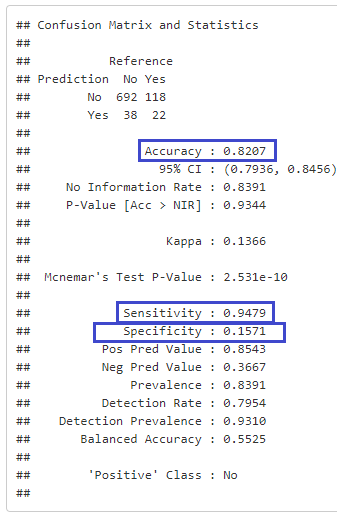 ## Confusion Matrix and Statistics
##
##           Reference
## Prediction  No Yes
##        No  692 118
##        Yes  38  22
##
##                Accuracy : 0.8207
##                  95% CI : (0.7936, 0.8456)
##     No Information Rate : 0.8391
##     P-Value [Acc > NIR] : 0.9344
##
##                   Kappa : 0.1366
##
##  Mcnemar's Test P-Value : 2.531e-10
##
##             Sensitivity : 0.9479
##             Specificity : 0.1571
##          Pos Pred Value : 0.8543
##          Neg Pred Value : 0.3667
##              Prevalence : 0.8391
##          Detection Rate : 0.7954
##    Detection Prevalence : 0.9310
##       Balanced Accuracy : 0.5525
##
##        'Positive' Class : No
##